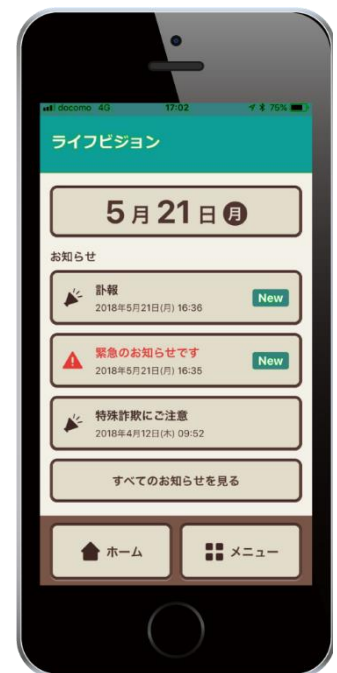 docomo 4G 17:02 75%
ライフビジョン
5月21日 月
お知らせ
訃報
2018年5月21日(月) 16:36
New
緊急のお知らせです
2018年5月21日(月) 16:35
New
特殊詐欺にご注意
2018年4月12日(木) 09:52
すべてのお知らせを見る
ホーム メニュー